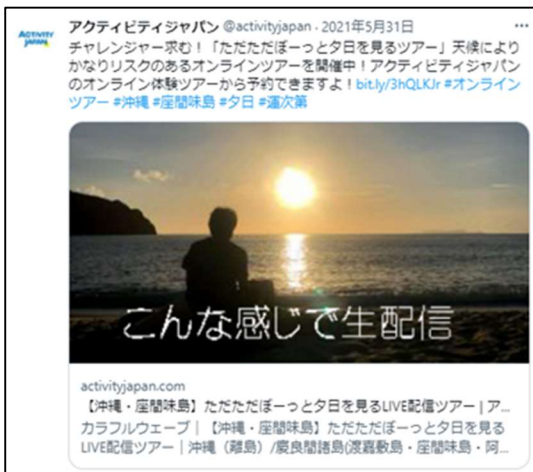 ACTIVITY
JAPAN
アクティビティジャパン @activityjapan · 2021年5月31日
チャレンジャー求む!「ただただぼーっと夕日を見るツアー」天候により
かなりリスクのあるオンラインツアーを開催中!アクティビティジャパン
のオンライン体験ツアーから予約できますよ!bit.ly/3hQLKJr #オンライン
ツアー #沖縄 #座間味島 #夕日 #運次第
こんな感じで生配信
activityjapan.com
【沖縄・座間味島】ただただぼーっと夕日を見るLIVE配信ツアー | ア...
カラフルウェーブ|【沖縄・座間味島】ただただぼーっと夕日を見る
LIVE配信ツアー|沖縄(離島)/慶良間諸島(渡嘉敷島・座間味島・阿...